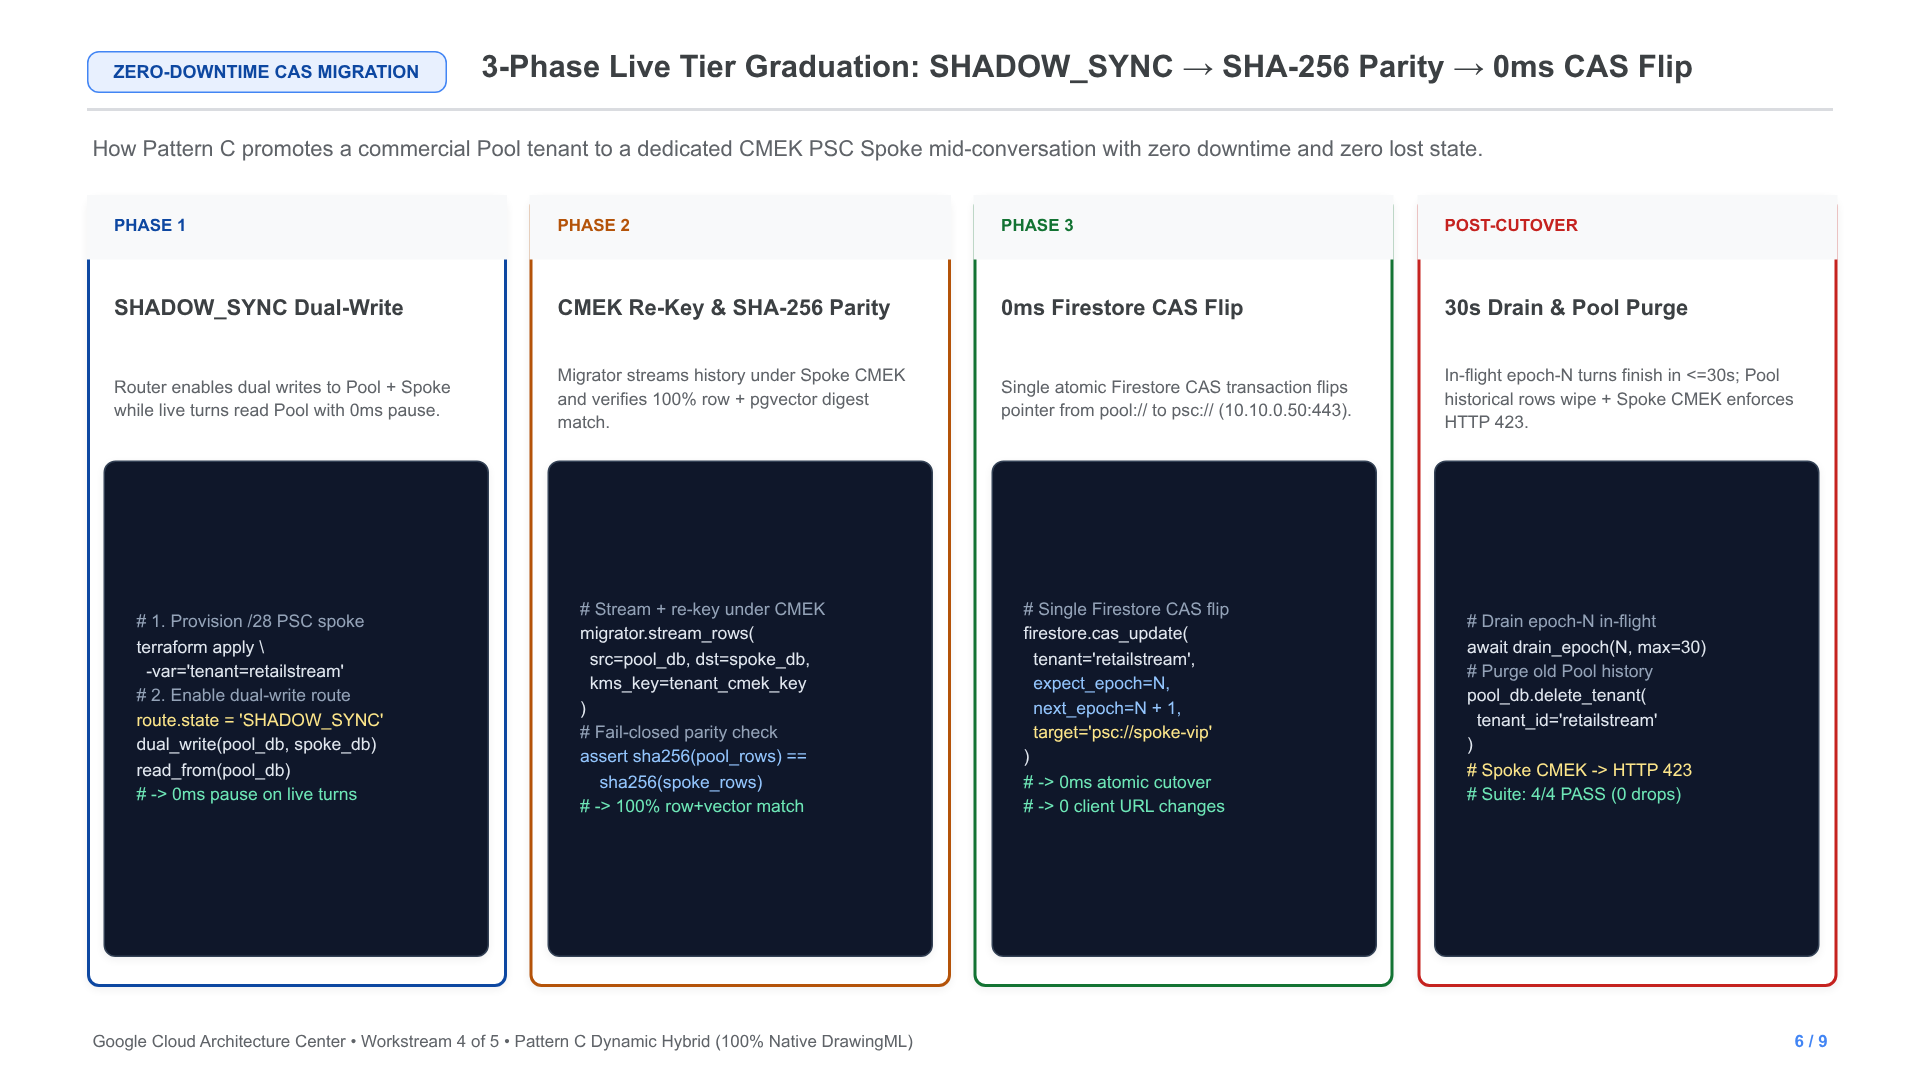 ZERO-DOWNTIME CAS MIGRATION
3-Phase Live Tier Graduation: SHADOW_SYNC → SHA-256 Parity → 0ms CAS Flip
How Pattern C promotes a commercial Pool tenant to a dedicated CMEK PSC Spoke mid-conversation with zero downtime and zero lost state.
PHASE 1
SHADOW_SYNC Dual-Write
Router enables dual writes to Pool + Spoke
while live turns read Pool with 0ms pause.
# 1. Provision /28 PSC spoke
terraform apply \
  -var='tenant=retailstream'
# 2. Enable dual-write route
route.state = 'SHADOW_SYNC'
dual_write(pool_db, spoke_db)
read_from(pool_db)
# -> 0ms pause on live turns
PHASE 2
CMEK Re-Key & SHA-256 Parity
Migrator streams history under Spoke CMEK
and verifies 100% row + pgvector digest
match.
# Stream + re-key under CMEK
migrator.stream_rows(
  src=pool_db, dst=spoke_db,
  kms_key=tenant_cmek_key
)
# Fail-closed parity check
assert sha256(pool_rows) ==
    sha256(spoke_rows)
# -> 100% row+vector match
PHASE 3
0ms Firestore CAS Flip
Single atomic Firestore CAS transaction flips
pointer from pool:// to psc:// (10.10.0.50:443).
# Single Firestore CAS flip
firestore.cas_update(
  tenant='retailstream',
  expect_epoch=N,
  next_epoch=N + 1,
  target='psc://spoke-vip'
)
# -> 0ms atomic cutover
# -> 0 client URL changes
POST-CUTOVER
30s Drain & Pool Purge
In-flight epoch-N turns finish in <=30s; Pool
historical rows wipe + Spoke CMEK enforces
HTTP 423.
# Drain epoch-N in-flight
await drain_epoch(N, max=30)
# Purge old Pool history
pool_db.delete_tenant(
  tenant_id='retailstream'
)
# Spoke CMEK -> HTTP 423
# Suite: 4/4 PASS (0 drops)
Google Cloud Architecture Center • Workstream 4 of 5 • Pattern C Dynamic Hybrid (100% Native DrawingML)
6 / 9